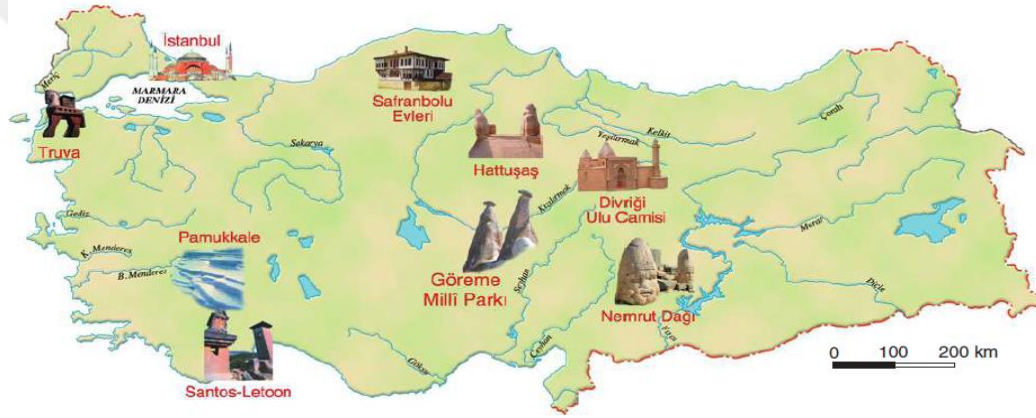 İstanbul
Meriç
MARMARA
DENİZİ
Truva
Safranbolu
Evleri
Sakarya
Hattuşaş
Yeşilırmak
Kelkit
Çoruh
Kızılırmak
Divriği
Ulu Camisi
Gediz
Pamukkale
K. Menderes
B. Menderes
Göreme
Millî Parkı
Seyhan
Murat
Dicle
Nemrut Dağı
Fırat
Ceyhan
Göksu
Santos-Letoon
0 100 200 km